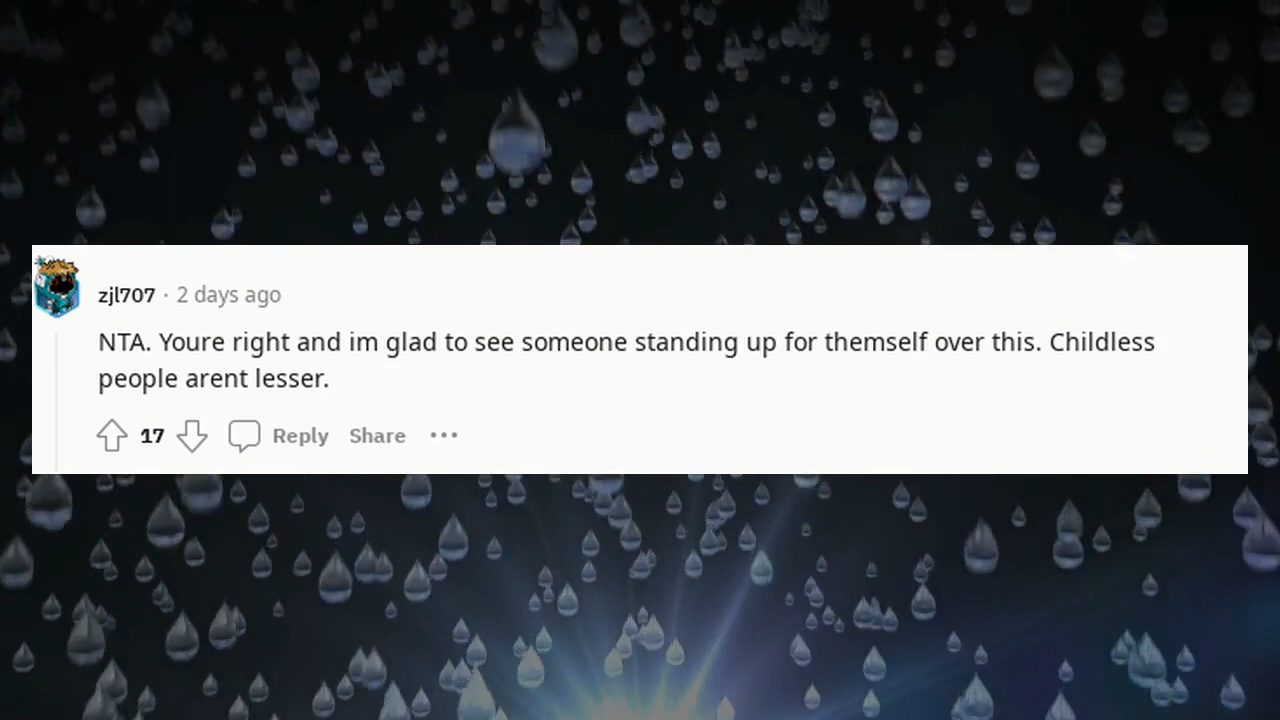 zjl707 · 2 days ago
NTA. Youre right and im glad to see someone standing up for themself over this. Childless
people arent lesser.
17 Reply Share •••